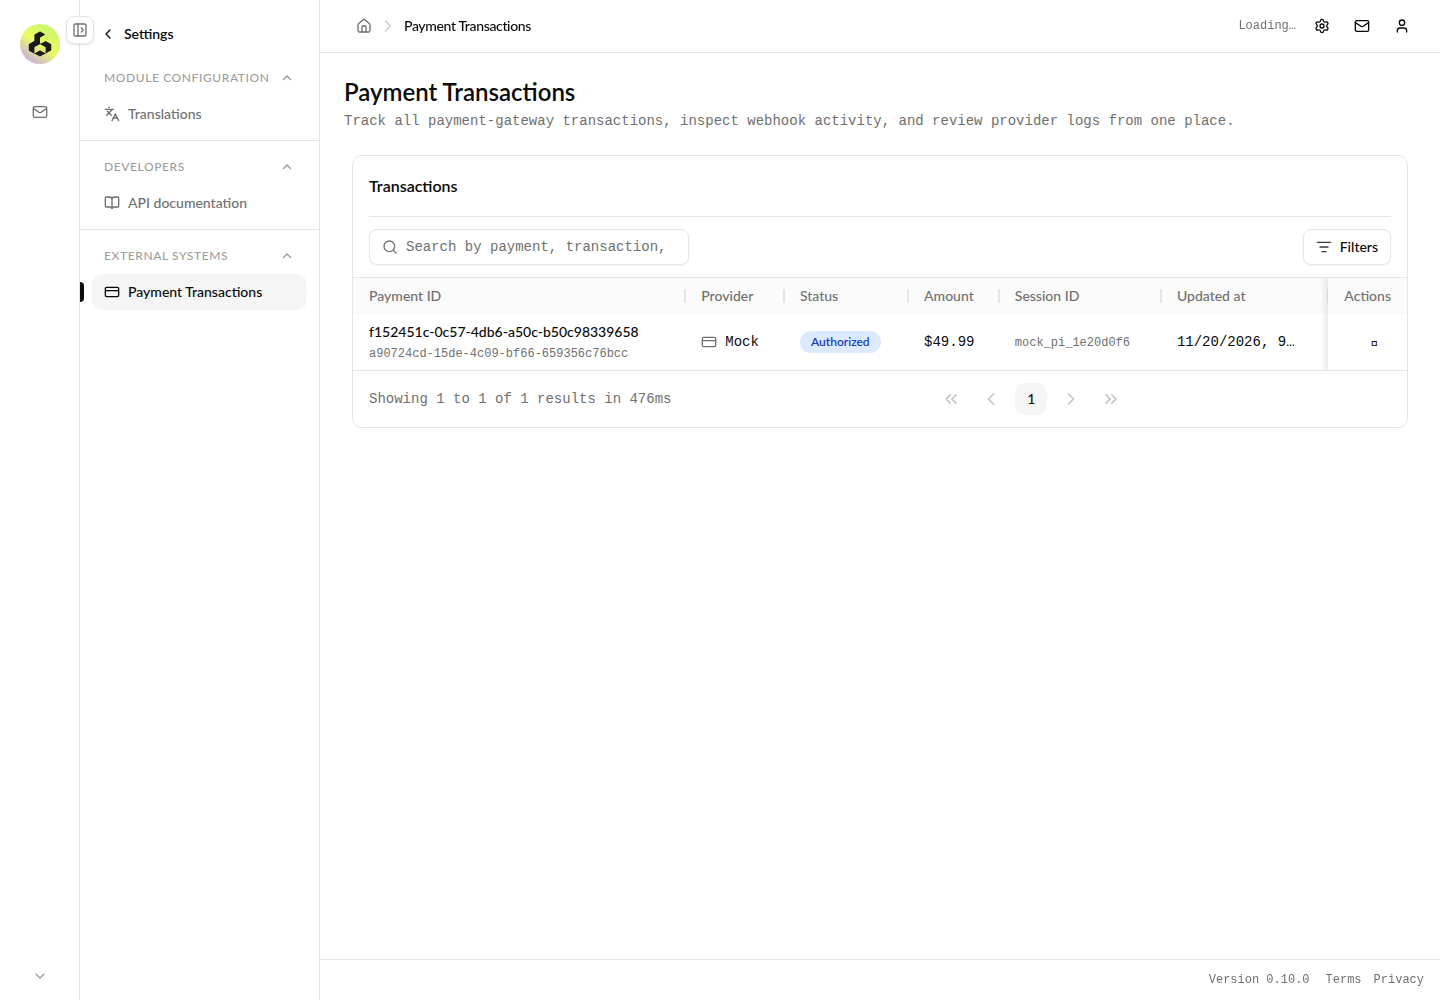 Settings
MODULE CONFIGURATION
Translations
DEVELOPERS
API documentation
EXTERNAL SYSTEMS
Payment Transactions
Payment Transactions
Loading…
Payment Transactions
Track all payment-gateway transactions, inspect webhook activity, and review provider logs from one place.
Transactions
Search by payment, transaction,
Filters
Payment ID Provider Status Amount Session ID Updated at Actions
f152451c-0c57-4db6-a50c-b50c98339658 Mock Authorized $49.99 mock_pi_1e20d0f6 11/20/2026, 9…
a90724cd-15de-4c09-bf66-659356c76bcc
Showing 1 to 1 of 1 results in 476ms
1
Version 0.10.0 Terms Privacy